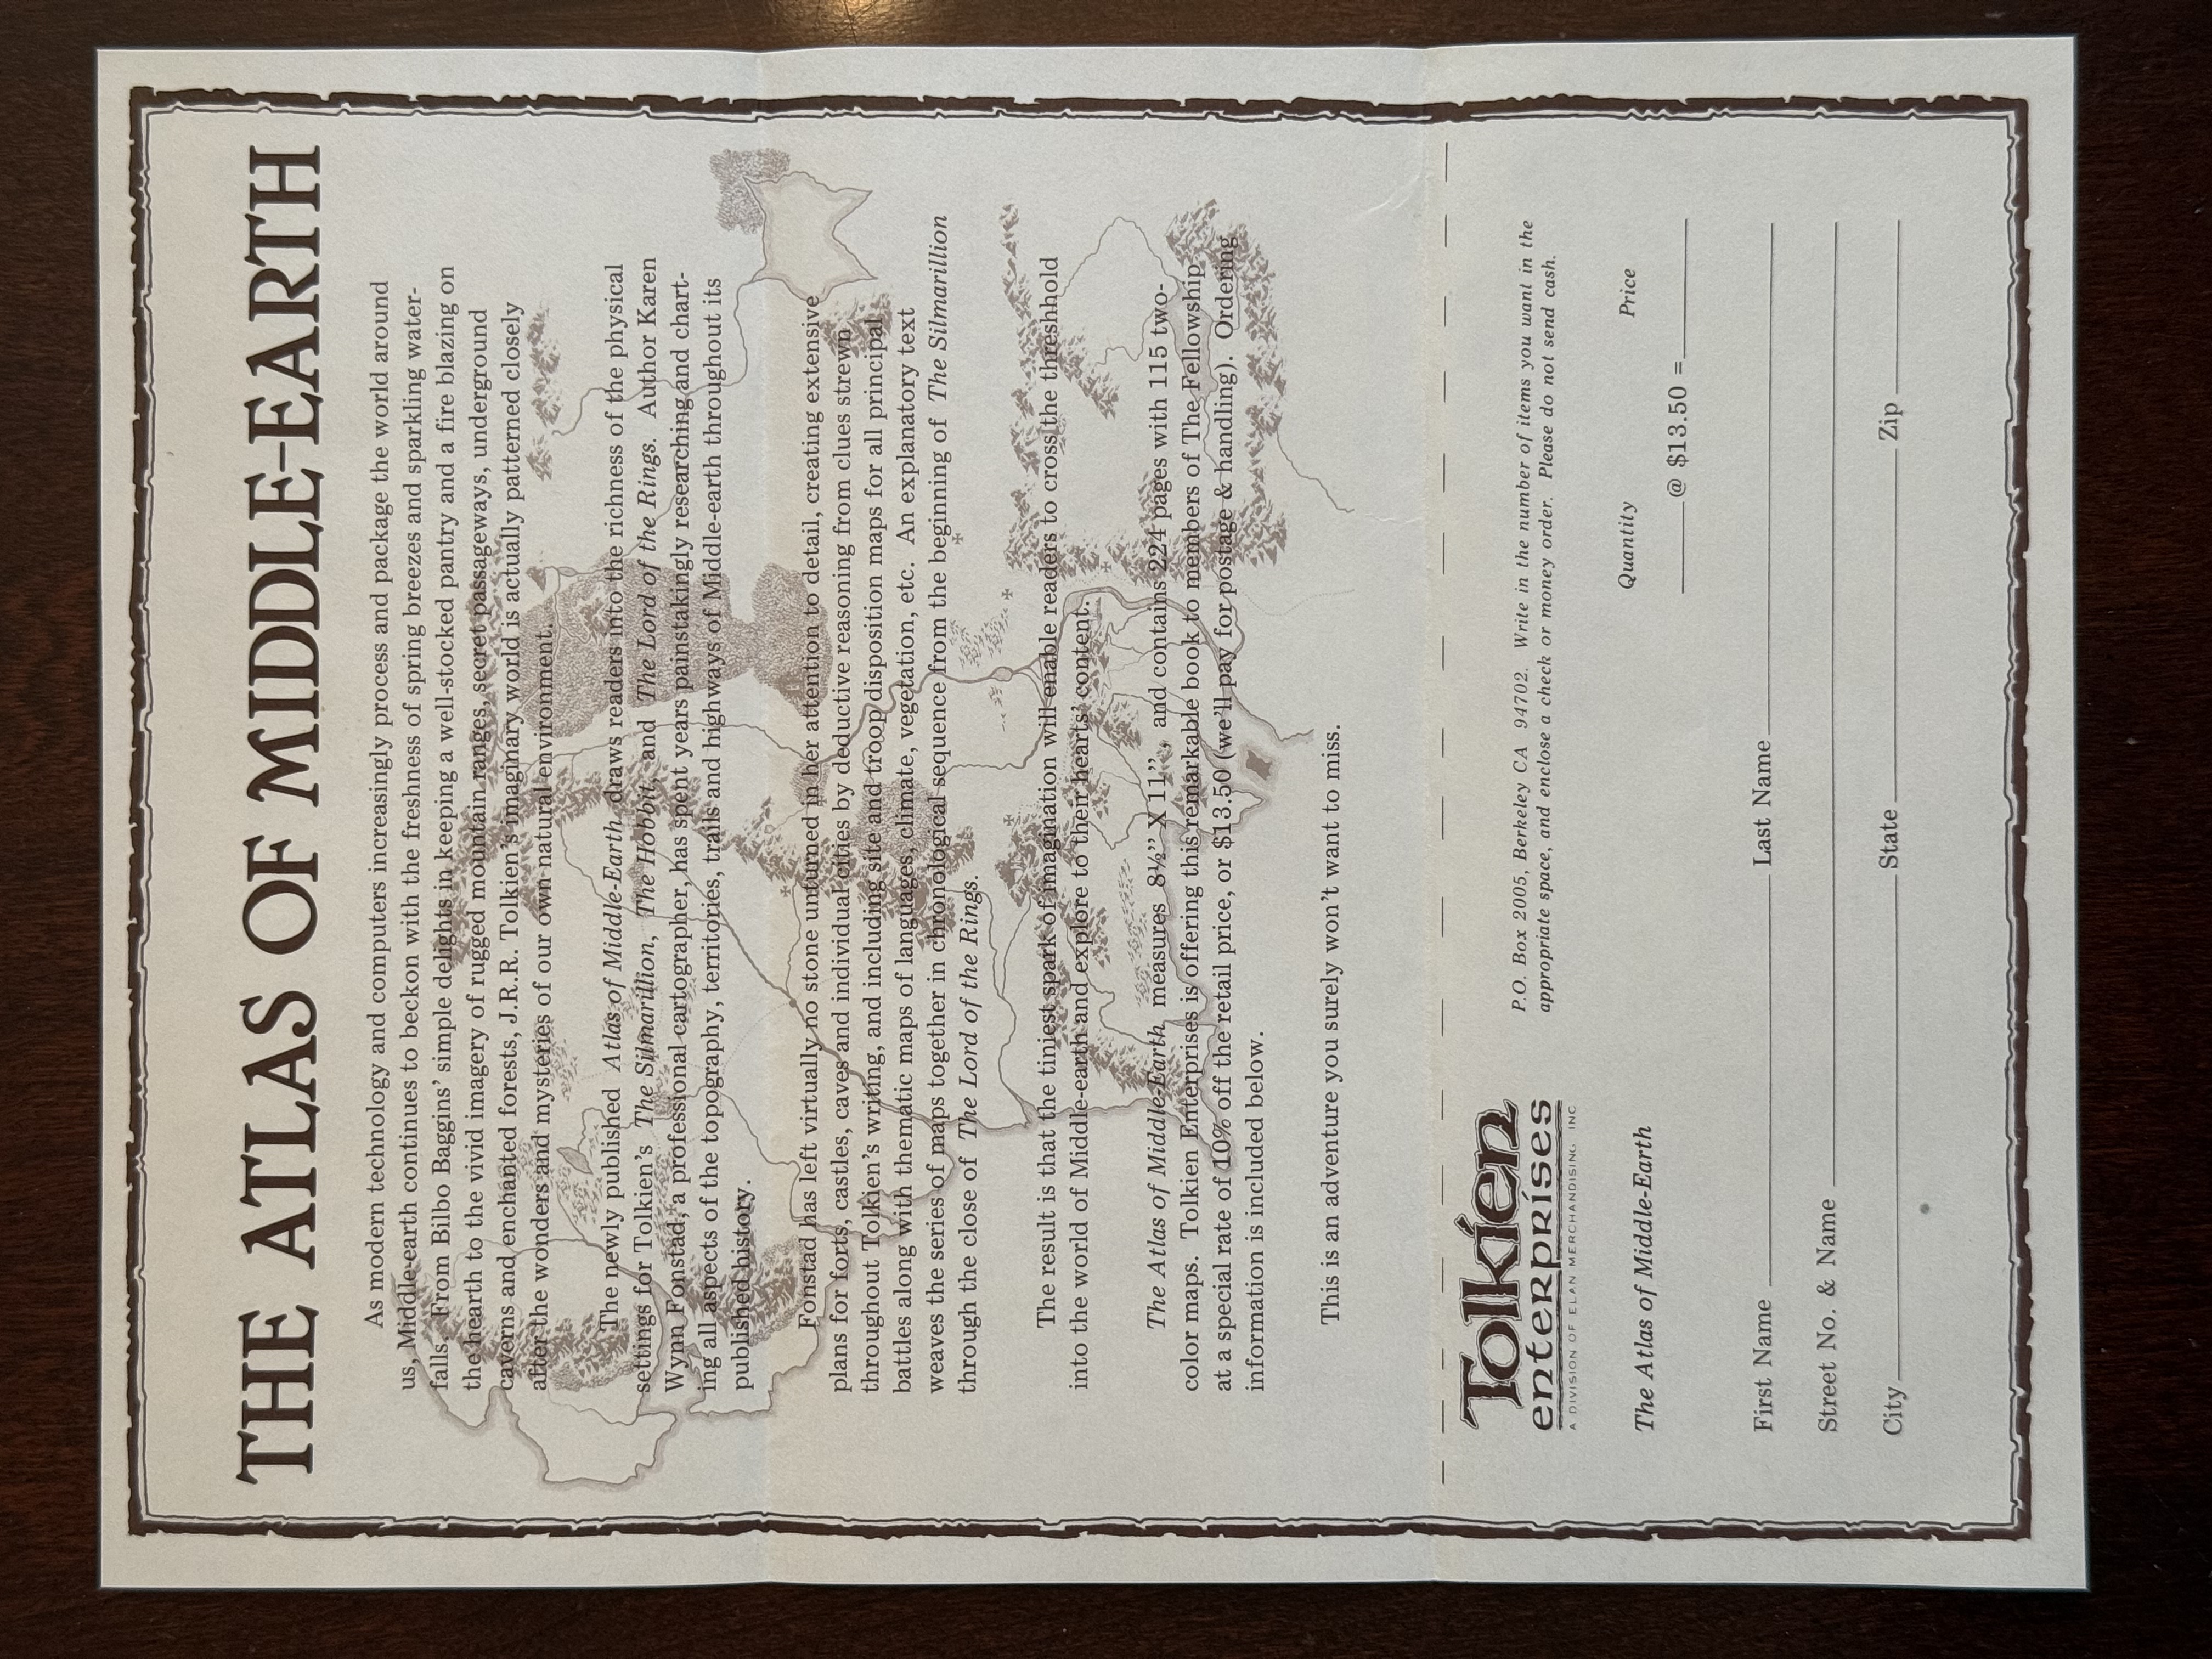 THE ATLAS OF MIDDLE-EARTH
As modern technology and computers increasingly process and package the world around
us, Middle-earth continues to beckon with the freshness of spring breezes and sparkling water-
falls. From Bilbo Baggins' simple delights in keeping a well-stocked pantry and a fire blazing on
the hearth to the vivid imagery of rugged mountain ranges, secret passageways, underground
caverns and enchanted forests, J.R.R. Tolkien's imaginary world is actually patterned closely
after the wonders and mysteries of our own natural environment.
The newly published Atlas of Middle-Earth draws readers into the richness of the physical
settings for Tolkien's The Silmarillion, The Hobbit, and The Lord of the Rings. Author Karen
Wynn Fonstad, a professional cartographer, has spent years painstakingly researching and chart-
ing all aspects of the topography, territories, trails and highways of Middle-earth throughout its
published history.
Fonstad has left virtually no stone unturned in her attention to detail, creating extensive
plans for forts, castles, caves and individual cities by deductive reasoning from clues strewn
throughout Tolkien's writing, and including site and troop disposition maps for all principal
battles along with thematic maps of languages, climate, vegetation, etc. An explanatory text
weaves the series of maps together in chronological sequence from the beginning of The Silmarillion
through the close of The Lord of the Rings.
The result is that the tiniest spark of imagination will enable readers to cross the threshhold
into the world of Middle-earth and explore to their hearts' content.
The Atlas of Middle-Earth measures 8½” X 11”, and contains 224 pages with 115 two-
color maps. Tolkien Enterprises is offering this remarkable book to members of The Fellowship
at a special rate of 10% off the retail price, or $13.50 (we'll pay for postage & handling). Ordering
information is included below.
This is an adventure you surely won't want to miss.
Tolkien
enterprises
A DIVISION OF ELAN MERCHANDISING, INC.
P.O. Box 2005, Berkeley CA 94702. Write in the number of items you want in the
appropriate space, and enclose a check or money order. Please do not send cash.
Quantity Price
The Atlas of Middle-Earth @ $13.50 =
First Name Last Name
Street No. & Name
City State Zip